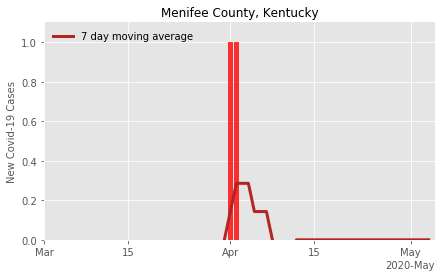 Menifee County, Kentucky
7 day moving average
New Covid-19 Cases
1.0
0.8
0.6
0.4
0.2
0.0
Mar
15
Apr
15
May
2020-May